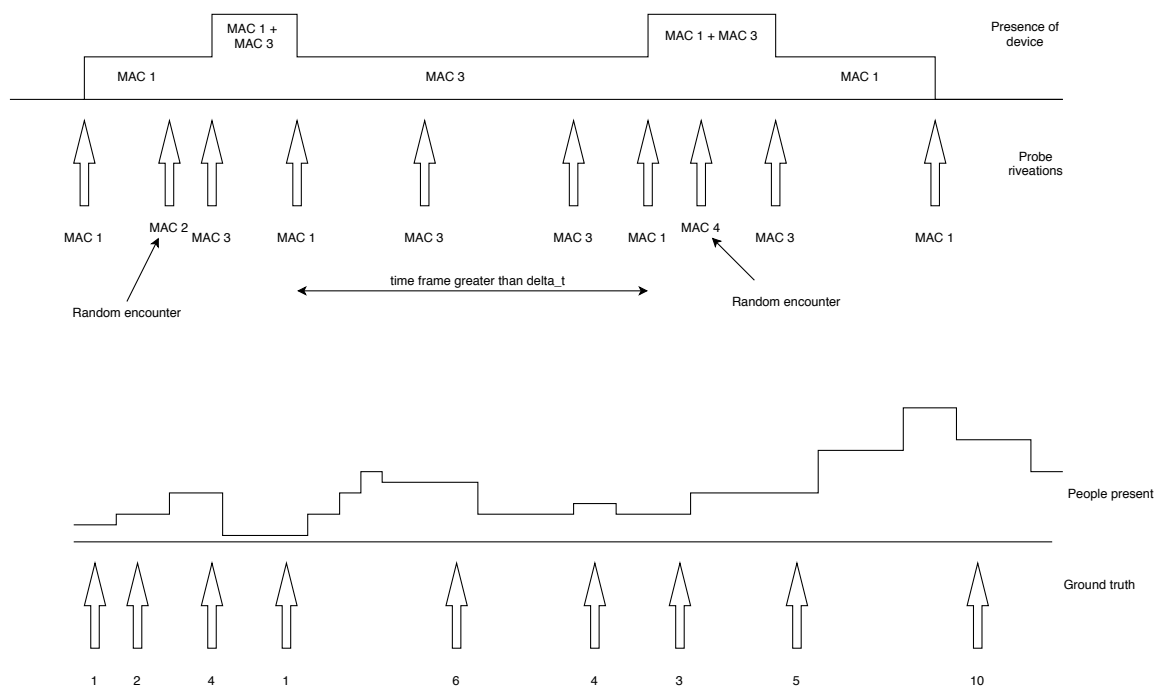 MAC 1 +
MAC 3
MAC 1 + MAC 3
Presence of
device
MAC 1
MAC 3
MAC 1
Probe
riveations
MAC 1
MAC 2
MAC 3
MAC 1
MAC 3
MAC 3
MAC 1
MAC 4
MAC 3
MAC 1
time frame greater than delta_t
Random encounter
Random encounter
People present
Ground truth
1
2
4
1
6
4
3
5
10